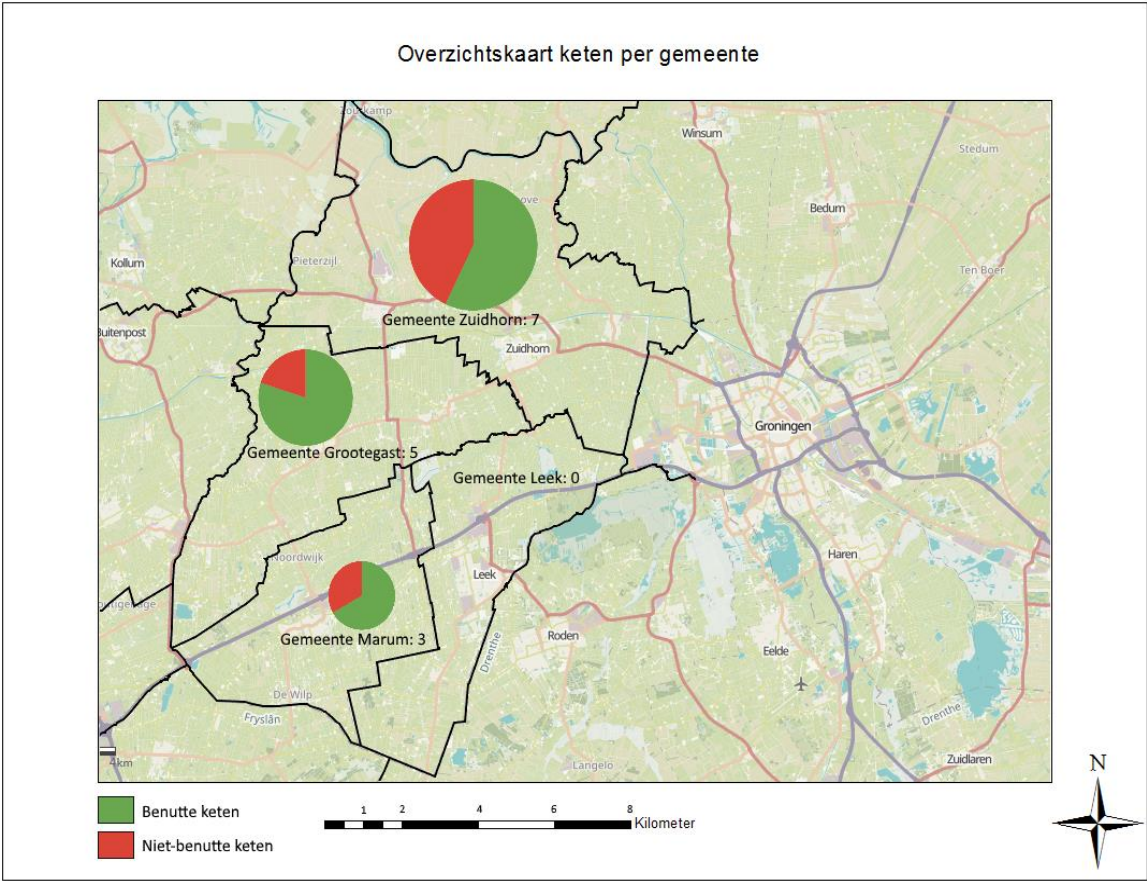 Overzichtskaart keten per gemeente
Zoutkamp
Winsum
Stedum
Bedum
Kollum
Pieterzijl
Ten Boer
Buitenpost
Gemeente Zuidhorn: 7
Zuidhorn
Groningen
Gemeente Grootegast: 5
Gemeente Leek: 0
Noordwijk
Haren
Leek
Gemeente Marum: 3
Roden
Drenthe
Eelde
De Wilp
Fryslân
Drenthe
4km
Langelo
Zuidlaren
N
Benutte keten
1 2 4 6 8
Kilometer
Niet-benutte keten